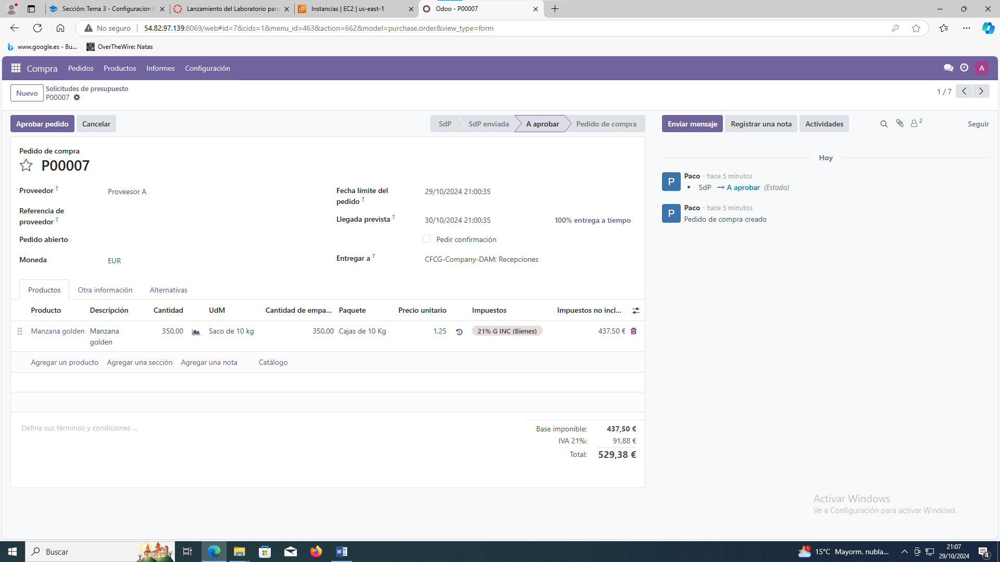 Sección: Tema 3 - Configuracion b
Lanzamiento del Laboratorio para
Instancias | EC2 | us-east-1
Odoo - P00007
No seguro
54.82.97.139:8069/web#id=7&cids=1&menu_id=463&action=662&model=purchase.order&view_type=form
www.google.es - Bu...
OverTheWire: Natas
Compra Pedidos Productos Informes Configuración
A
Nuevo
Solicitudes de presupuesto
P00007
1 / 7
Aprobar pedido
Cancelar
SdP
SdP enviada
A aprobar
Pedido de compra
Enviar mensaje
Registrar una nota
Actividades
2
Seguir
Pedido de compra
P00007
Proveedor ?
Proveesor A
Referencia de
proveedor ?
Pedido abierto
Moneda
EUR
Fecha límite del
pedido ?
29/10/2024 21:00:35
Llegada prevista ?
30/10/2024 21:00:35
100% entrega a tiempo
Pedir confirmación
Entregar a ?
CFCG-Company-DAM: Recepciones
Hoy
P
Paco - hace 5 minutos
SdP → A aprobar (Estado)
P
Paco - hace 5 minutos
Pedido de compra creado
Productos
Otra información
Alternativas
Producto Descripción Cantidad UdM Cantidad de empa... Paquete Precio unitario Impuestos Impuestos no incl...
Manzana golden Manzana 350,00 Saco de 10 kg 350,00 Cajas de 10 Kg 1,25 21% G INC (Bienes) 437,50 €
golden
Agregar un producto Agregar una sección Agregar una nota Catálogo
Defina sus términos y condiciones ...
Base imponible: 437,50 €
IVA 21%: 91,88 €
Total: 529,38 €
Activar Windows
Ve a Configuración para activar Windows.
Buscar
1
15°C Mayorm. nubla...
21:07
29/10/2024
4